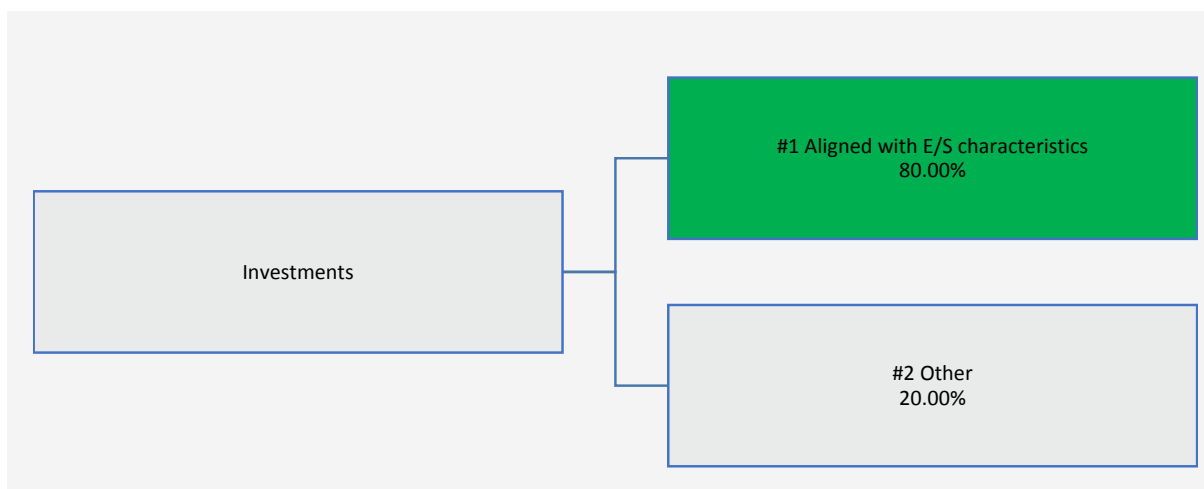 Investments
#1 Aligned with E/S characteristics
80.00%
#2 Other
20.00%